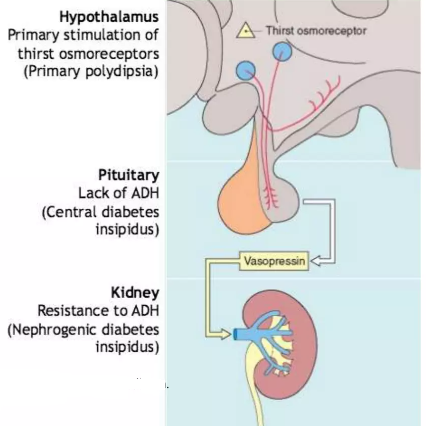 Hypothalamus
Primary stimulation of
thirst osmoreceptors
(Primary polydipsia)
Thirst osmoreceptor
Pituitary
Lack of ADH
(Central diabetes
insipidus)
Vasopressin
Kidney
Resistance to ADH
(Nephrogenic diabetes
insipidus)